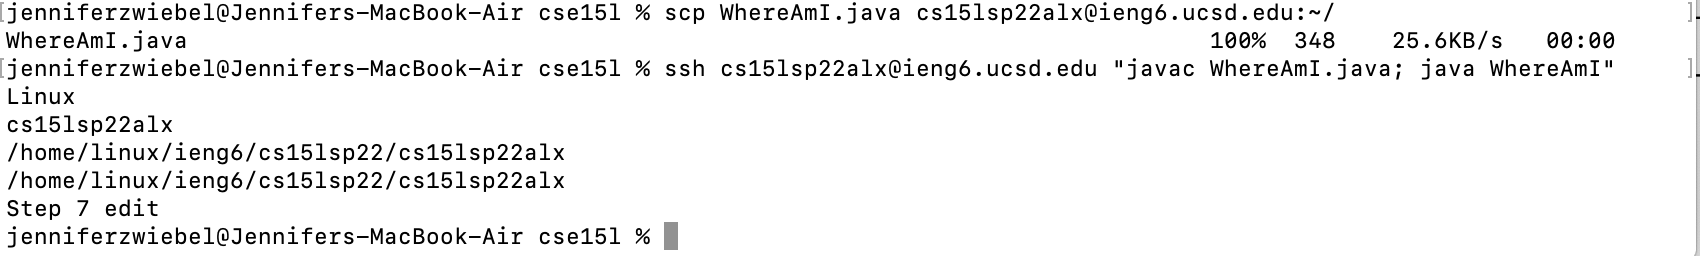 [jenniferzwiebel@Jennifers-MacBook-Air cse15l % scp WhereAmI.java cs15lsp22alx@ieng6.ucsd.edu:~/ ]
WhereAmI.java 100% 348 25.6KB/s 00:00
[jenniferzwiebel@Jennifers-MacBook-Air cse15l % ssh cs15lsp22alx@ieng6.ucsd.edu "javac WhereAmI.java; java WhereAmI" ]
Linux
cs15lsp22alx
/home/linux/ieng6/cs15lsp22/cs15lsp22alx
/home/linux/ieng6/cs15lsp22/cs15lsp22alx
Step 7 edit
jenniferzwiebel@Jennifers-MacBook-Air cse15l %